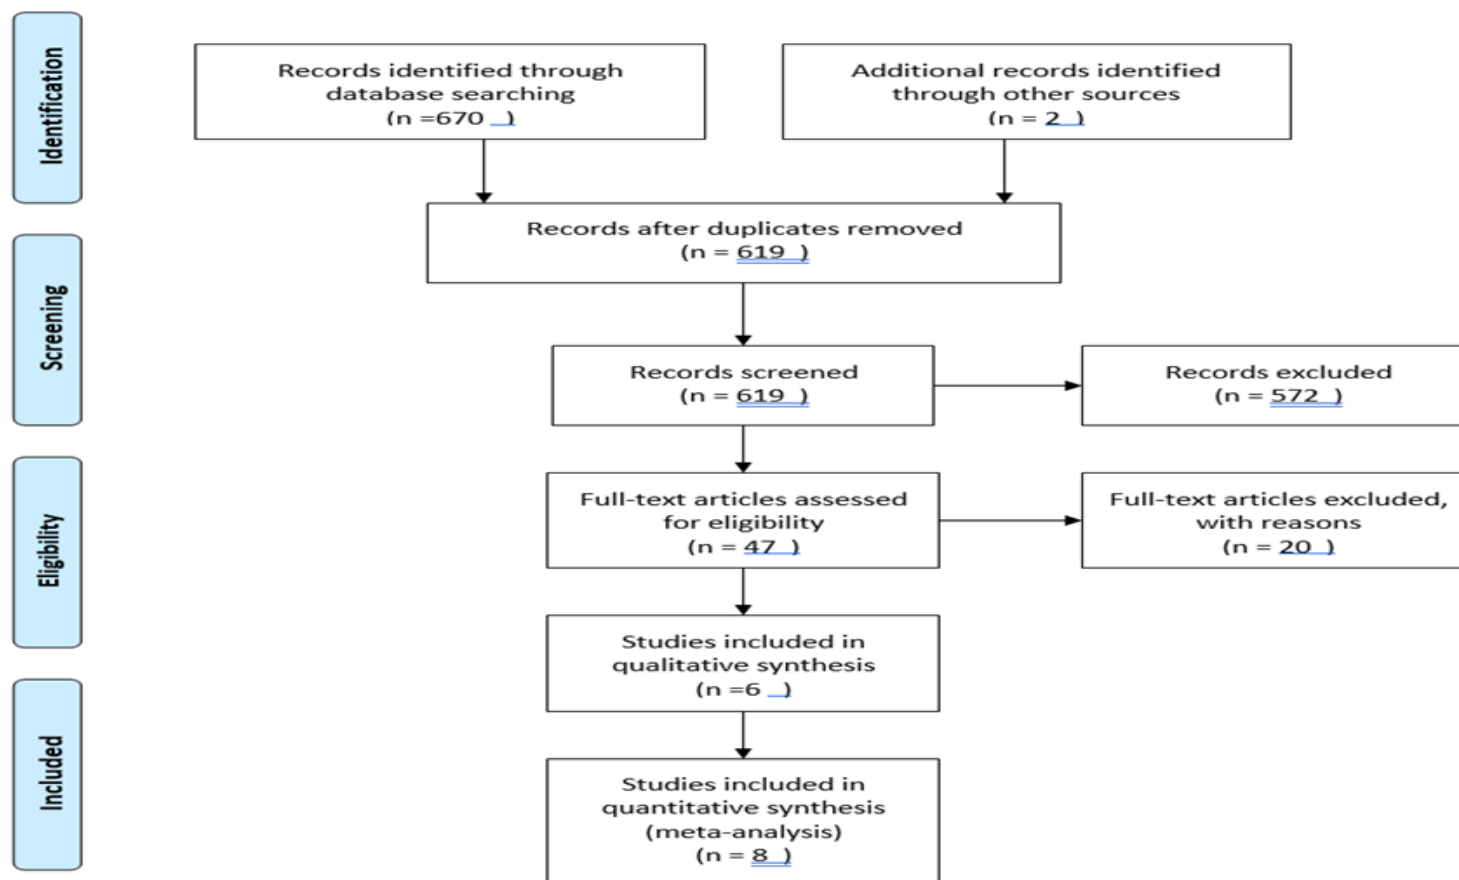 Identification
Records identified through
database searching
(n =670 _)
Additional records identified
through other sources
(n = 2 )
Records after duplicates removed
(n = 619 )
Screening
Records screened
(n = 619 )
Records excluded
(n = 572 )
Eligibility
Full-text articles assessed
for eligibility
(n = 47 )
Full-text articles excluded,
with reasons
(n = 20 )
Studies included in
qualitative synthesis
(n =6 _)
Included
Studies included in
quantitative synthesis
(meta-analysis)
(n = 8 )